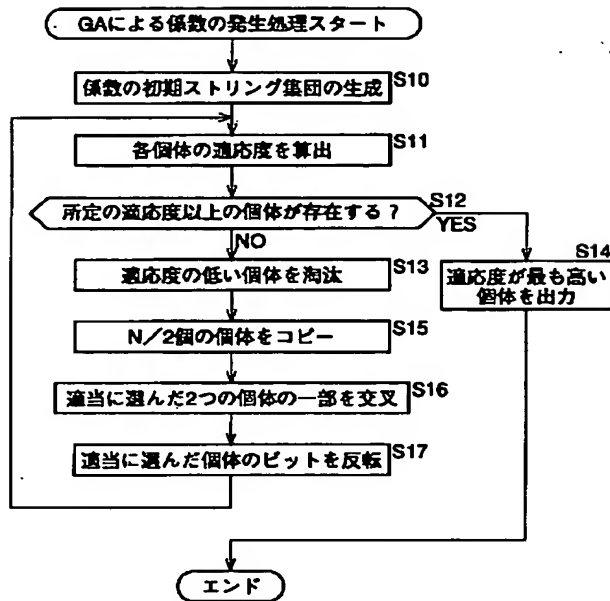 GAによる係数の発生処理スタート
係数の初期ストリング集団の生成
S10
各個体の適応度を算出
S11
所定の適応度以上の個体が存在する？
S12
YES
NO
適応度の低い個体を淘汰
S13
S14
適応度が最も高い
個体を出力
N／2個の個体をコピー
S15
適当に選んだ2つの個体の一部を交叉
S16
適当に選んだ個体のビットを反転
S17
エンド